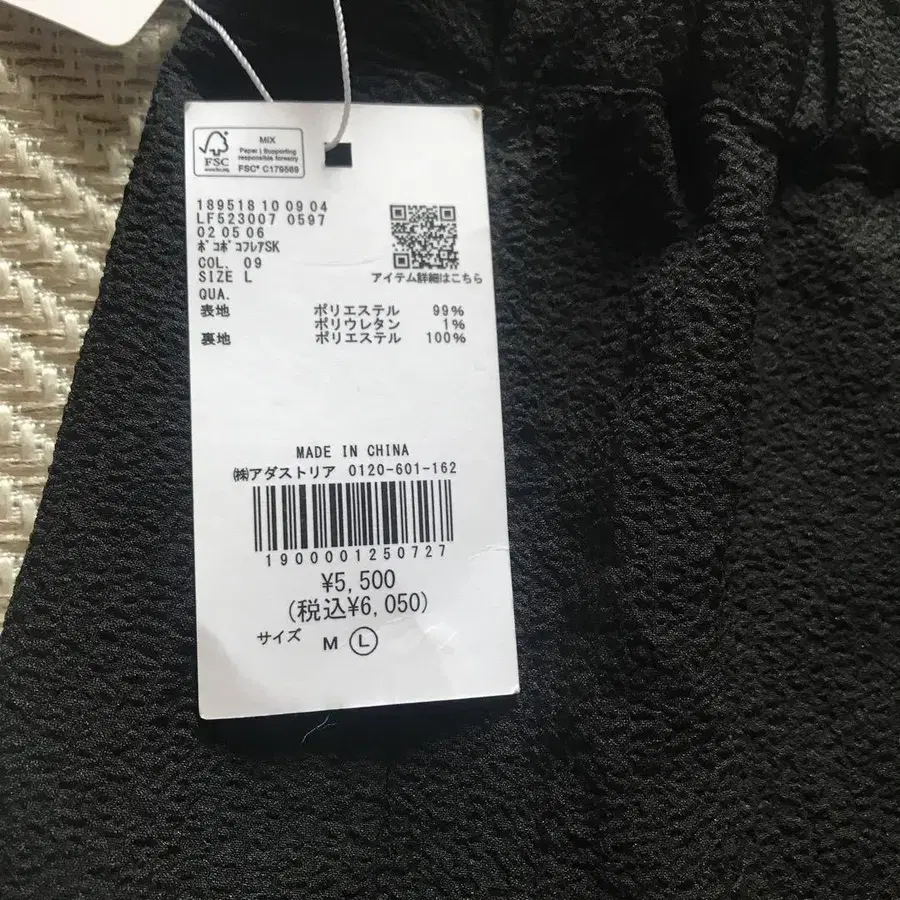 FSC
www.fsc.org
MIX
Paper | Supporting
responsible forestry
FSC® C179569
189518 10 09 04
LF523007 0597
02 05 06
ﾎﾞｺﾎﾞｺﾌﾚｱSK
COL. 09
SIZE L
QUA.
アイテム詳細はこちら
表地 ポリエステル 99%
ポリウレタン 1%
裏地 ポリエステル 100%
MADE IN CHINA
㈱アダストリア 0120-601-162
1900001250727
¥5,500
(税込¥6,050)
サイズ M Ⓛ